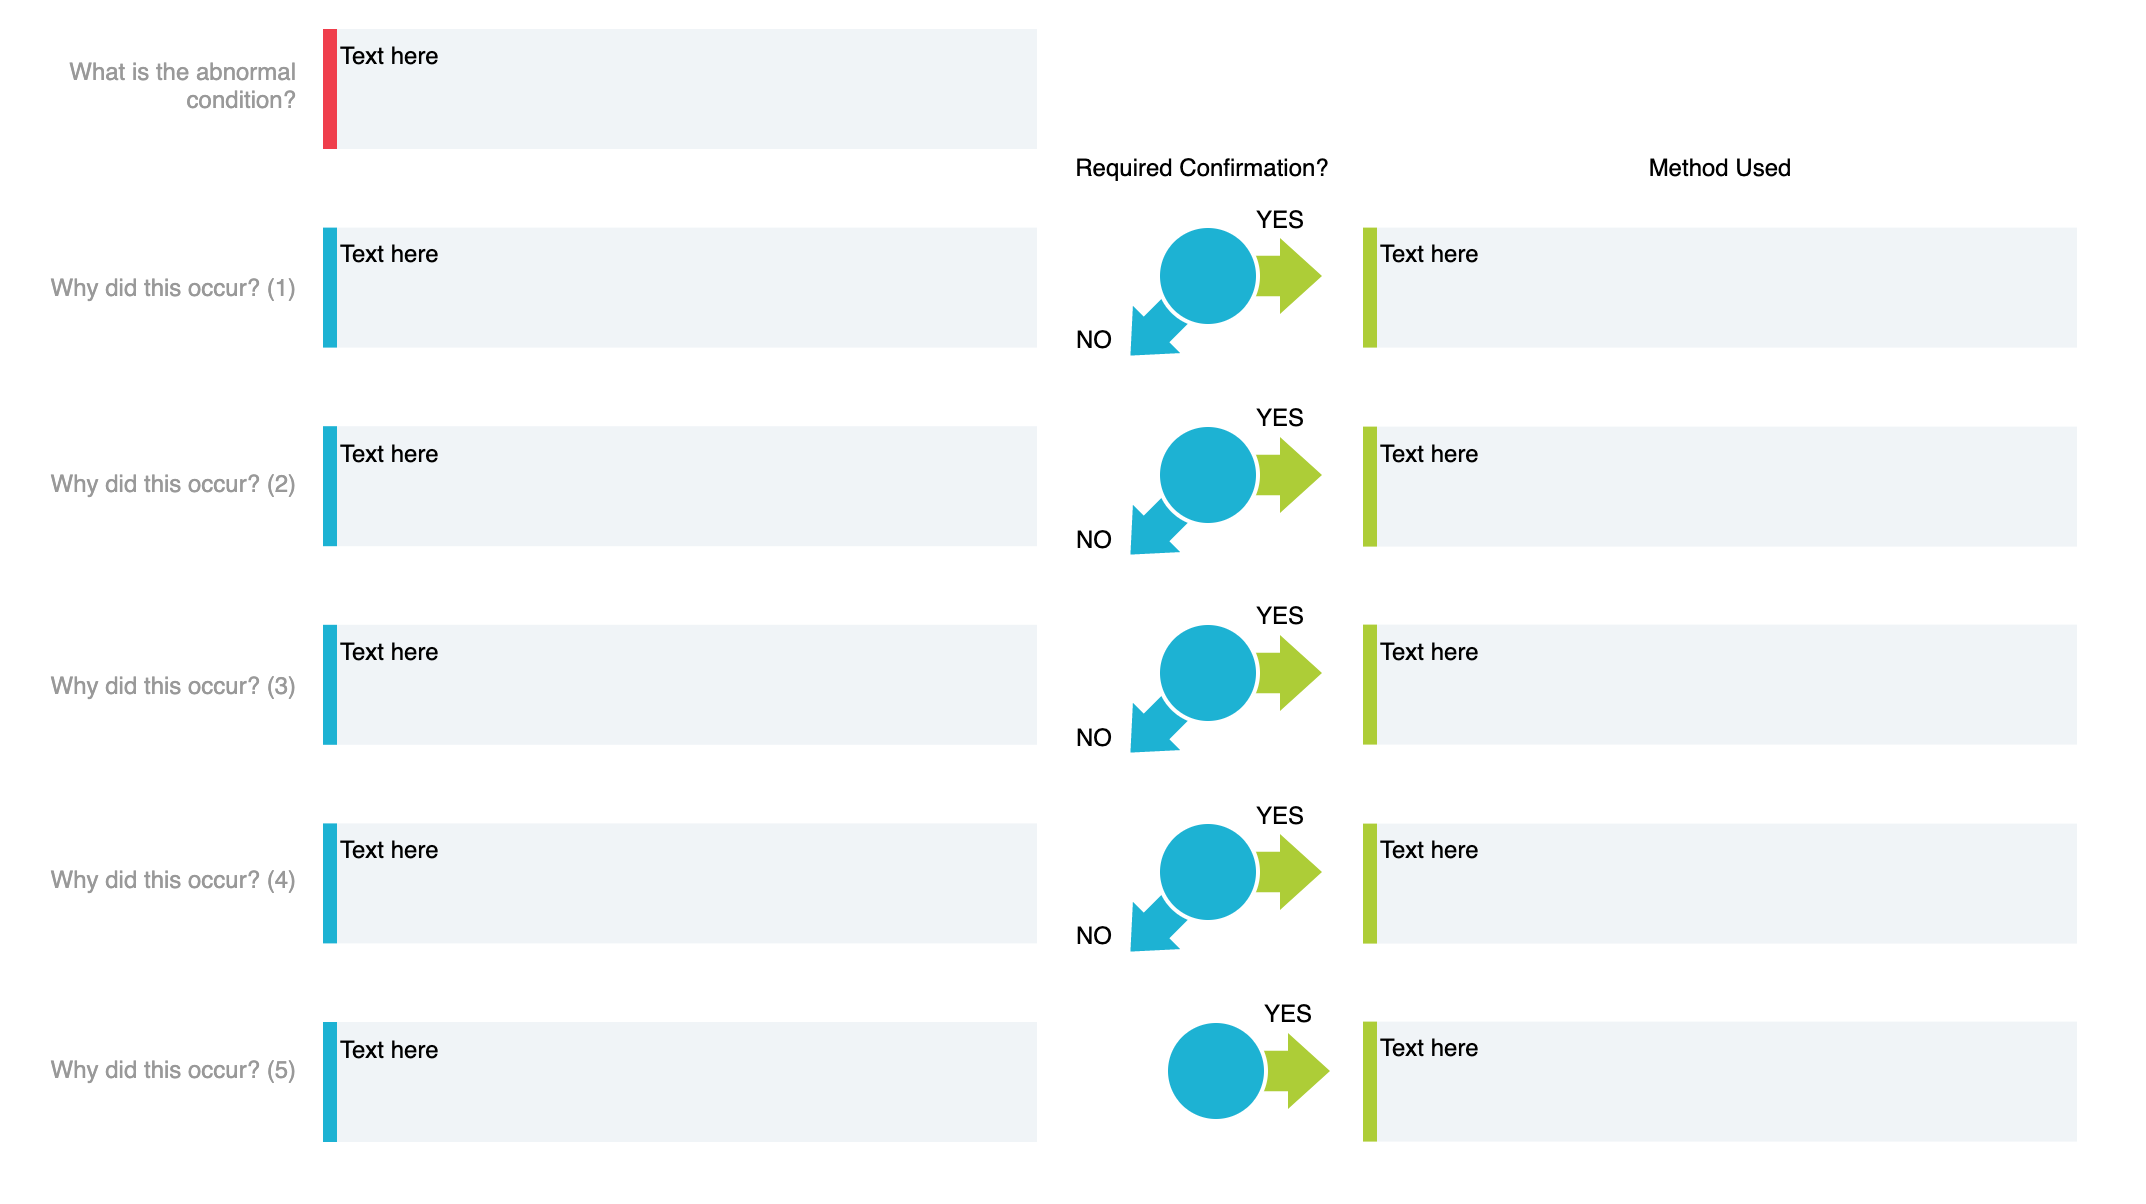 What is the abnormal
condition?
Text here
Required Confirmation?
Method Used
Why did this occur? (1)
Text here
YES
NO
Text here
Why did this occur? (2)
Text here
YES
NO
Text here
Why did this occur? (3)
Text here
YES
NO
Text here
Why did this occur? (4)
Text here
YES
NO
Text here
Why did this occur? (5)
Text here
YES
Text here